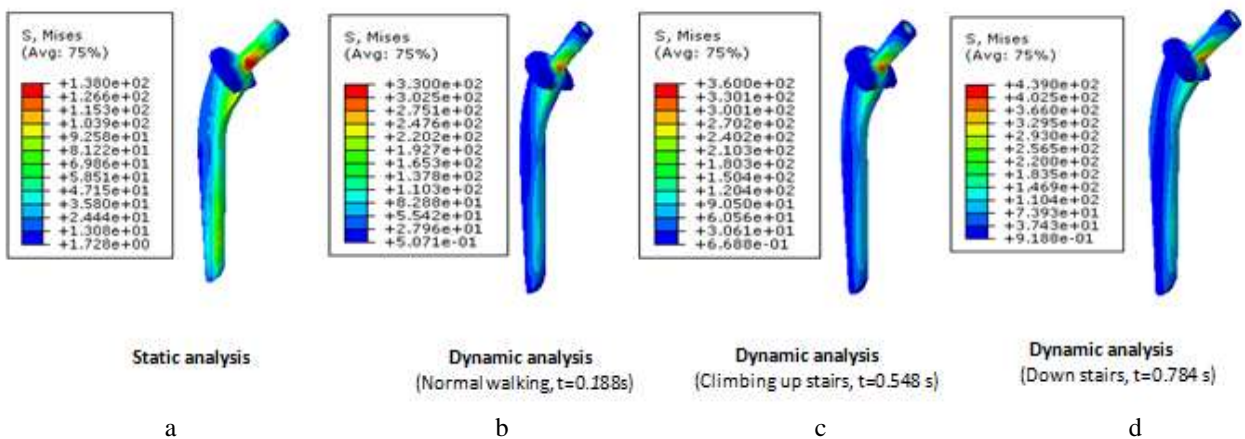 S, Mises
(Avg: 75%)
+1.380e+02
+1.266e+02
+1.153e+02
+1.039e+02
+9.258e+01
+8.122e+01
+6.986e+01
+5.851e+01
+4.715e+01
+3.580e+01
+2.444e+01
+1.308e+01
+1.728e+00
S, Mises
(Avg: 75%)
+3.300e+02
+3.025e+02
+2.751e+02
+2.476e+02
+2.202e+02
+1.927e+02
+1.653e+02
+1.378e+02
+1.103e+02
+8.288e+01
+5.542e+01
+2.796e+01
+5.071e-01
S, Mises
(Avg: 75%)
+3.600e+02
+3.301e+02
+3.001e+02
+2.702e+02
+2.402e+02
+2.103e+02
+1.803e+02
+1.504e+02
+1.204e+02
+9.050e+01
+6.056e+01
+3.061e+01
+6.688e-01
S, Mises
(Avg: 75%)
+4.390e+02
+4.025e+02
+3.660e+02
+3.295e+02
+2.930e+02
+2.565e+02
+2.200e+02
+1.835e+02
+1.469e+02
+1.104e+02
+7.393e+01
+3.743e+01
+9.188e-01
Static analysis
Dynamic analysis
(Normal walking, t=0.188s)
Dynamic analysis
(Climbing up stairs, t=0.548 s)
Dynamic analysis
(Down stairs, t=0.784 s)
a
b
c
d